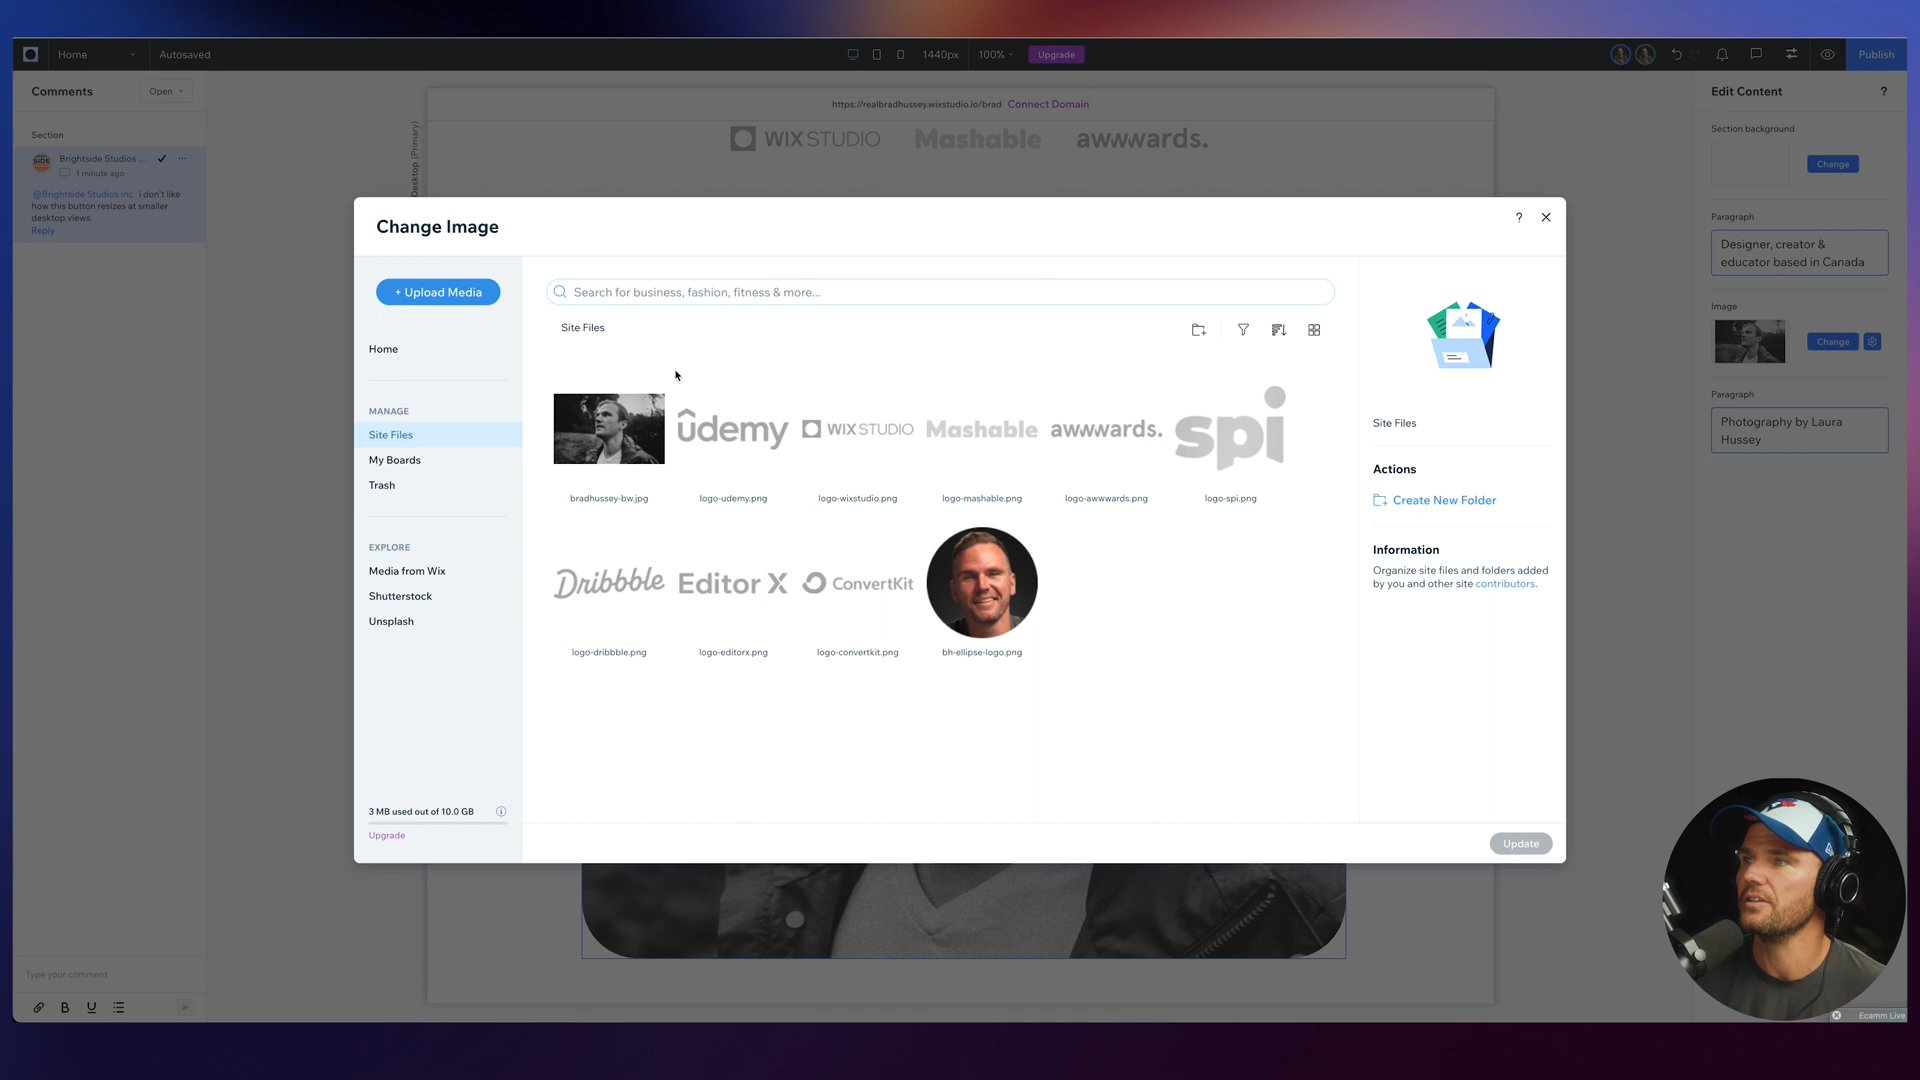 Home
Autosaved
1440px
100%
Upgrade
Publish
Comments
Open
Section
Brightside Studios ...
1 minute ago
@Brightside Studios Inc. i don't like
how this button resizes at smaller
desktop views.
Reply
Type your comment
Desktop (Primary)
https://realbradhussey.wixstudio.io/brad Connect Domain
WIX STUDIO
Mashable
awwwards.
Change Image
?
+ Upload Media
Home
MANAGE
Site Files
My Boards
Trash
EXPLORE
Media from Wix
Shutterstock
Unsplash
3 MB used out of 10.0 GB
Upgrade
Search for business, fashion, fitness & more...
Site Files
udemy
WIX STUDIO
Mashable
awwwards.
spi
bradhussey-bw.jpg
logo-udemy.png
logo-wixstudio.png
logo-mashable.png
logo-awwwards.png
logo-spi.png
Dribbble
Editor X
ConvertKit
logo-dribbble.png
logo-editorx.png
logo-convertkit.png
bh-ellipse-logo.png
Site Files
Actions
Create New Folder
Information
Organize site files and folders added
by you and other site contributors.
Update
Edit Content
?
Section background
Change
Paragraph
Designer, creator &
educator based in Canada
Image
Change
Paragraph
Photography by Laura
Hussey
Ecamm Live